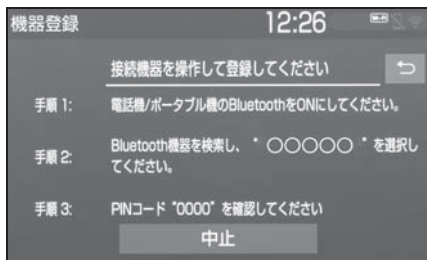 機器登録 12:26 Wi-Fi
接続機器を操作して登録してください
手順 1: 電話機/ポータブル機のBluetoothをONにしてください。
手順 2: Bluetooth機器を検索し、"○○○○○"を選択し
てください。
手順 3: PINコード"0000"を確認してください
中止